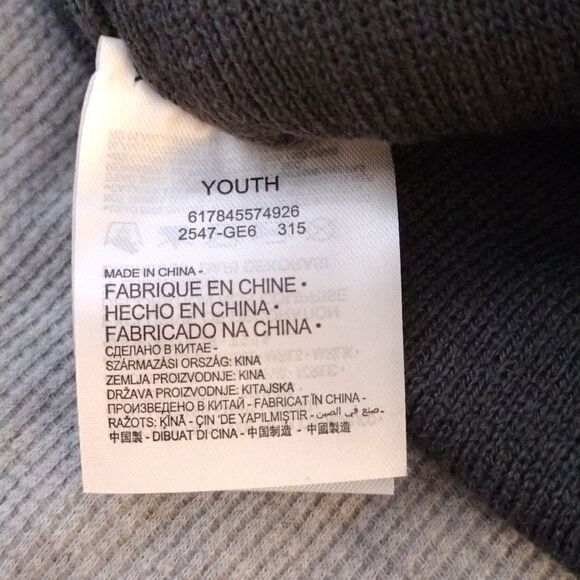 YOUTH
617845574926
2547-GE6 315
MADE IN CHINA -
FABRIQUE EN CHINE •
HECHO EN CHINA •
FABRICADO NA CHINA •
СДЕЛАНО В КИТАЕ -
SZÁRMAZÁSI ORSZÁG: KINA
ZEMLJA PROIZVODNJE: KINA
DRŽAVA PROIZVODNJE: KITAJSKA
ПРОИЗВЕДЕНО В КИТАЙ - FABRICAT ÎN CHINA -
RAŽOTS: ĶĪNĀ - ÇIN 'DE YAPILMIŞTIR - صنع في الصين -
中国製 - DIBUAT DI CINA - 中国制造 - 中國製造